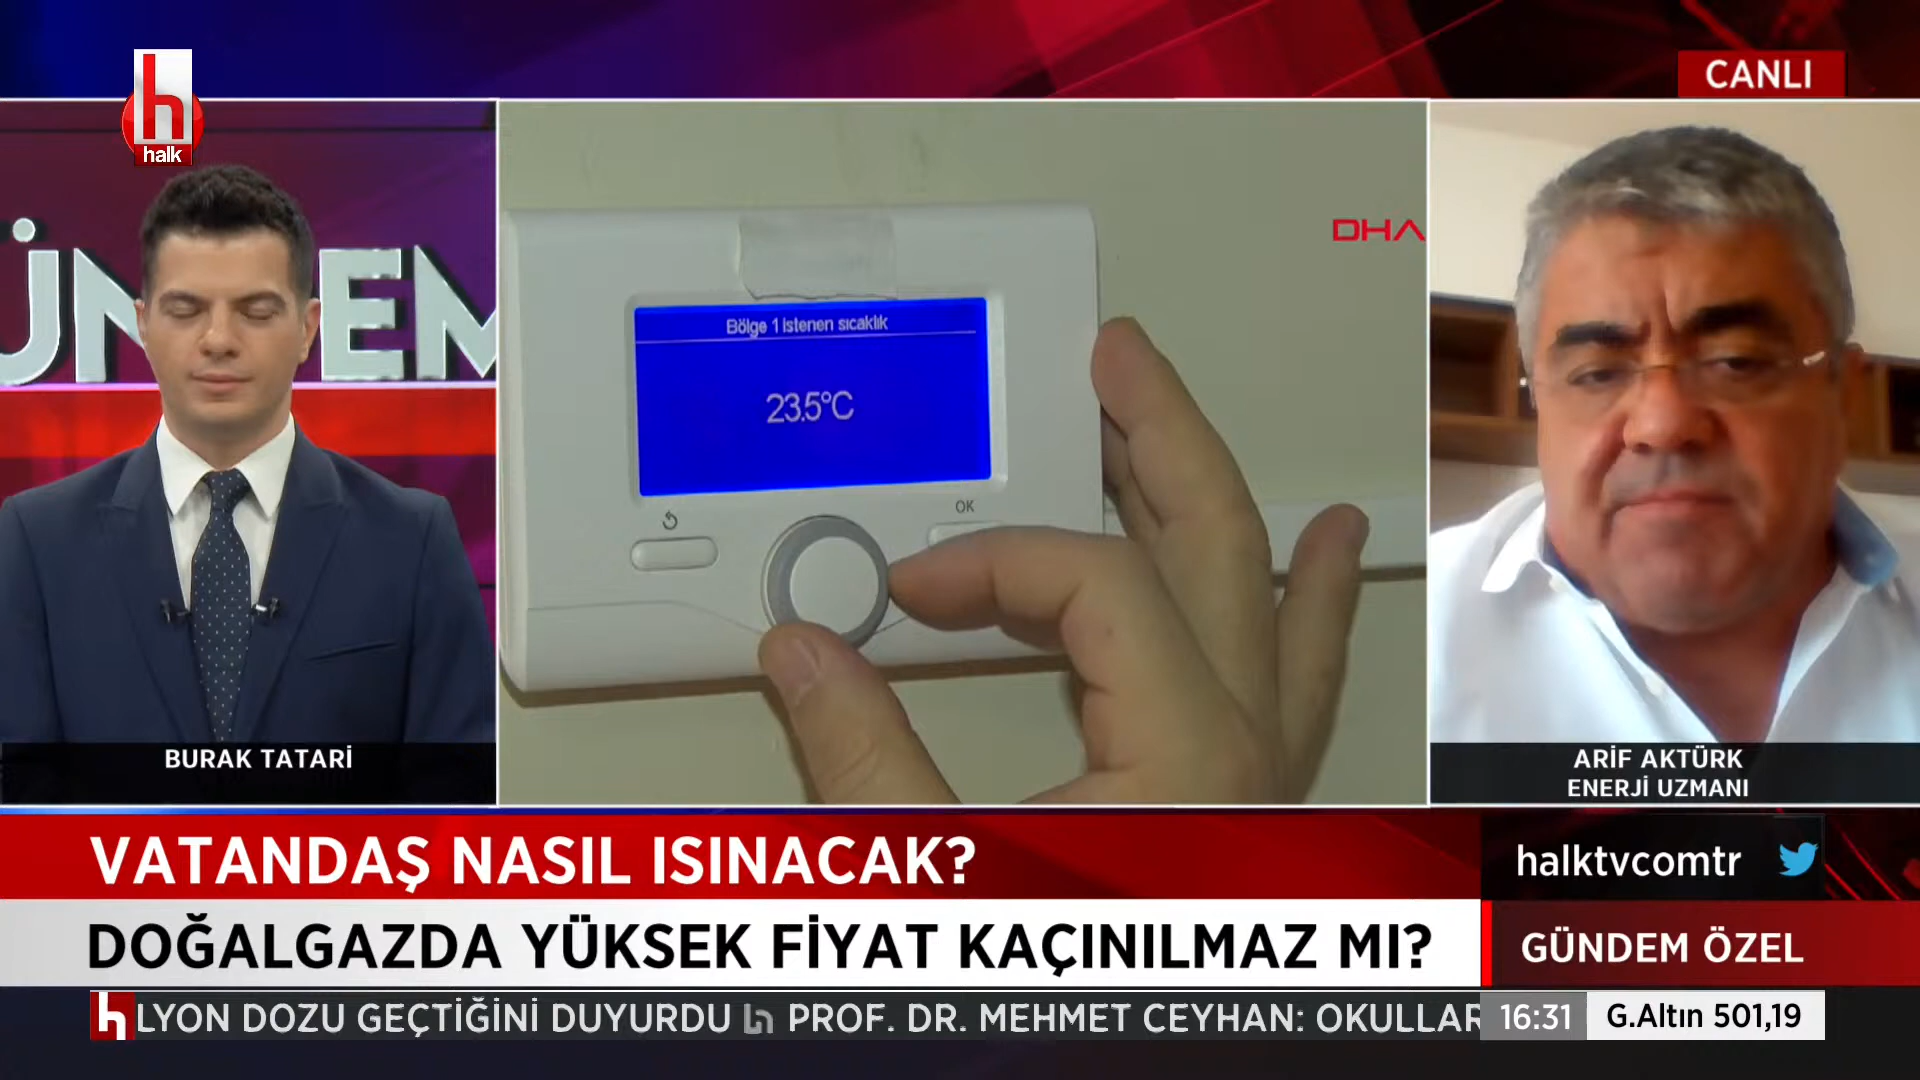 h
halk
CANLI
ÜN EM
DHA
Bölge 1 istenen sıcaklık
23.5°C
OK
BURAK TATARİ
ARİF AKTÜRK
ENERJİ UZMANI
VATANDAŞ NASIL ISINACAK?
halktvcomtr
DOĞALGAZDA YÜKSEK FİYAT KAÇINILMAZ MI?
GÜNDEM ÖZEL
h LYON DOZU GEÇTİĞİNİ DUYURDU h PROF. DR. MEHMET CEYHAN: OKULLAR
16:31 G.Altın 501,19